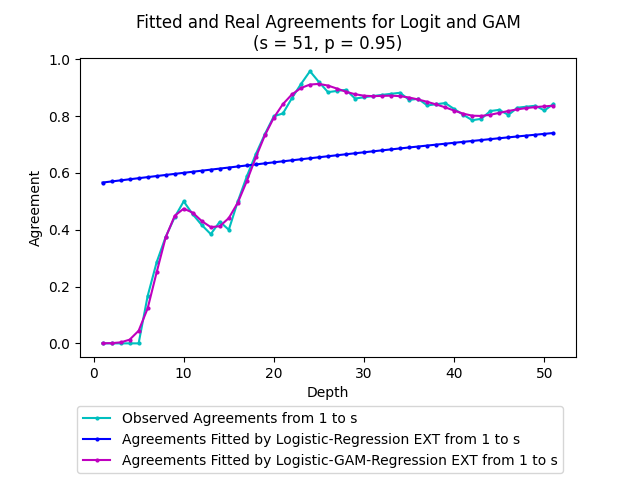 Fitted and Real Agreements for Logit and GAM
(s = 51, p = 0.95)
1.0
0.8
0.6
0.4
0.2
0.0
Agreement
0 10 20 30 40 50
Depth
Observed Agreements from 1 to s
Agreements Fitted by Logistic-Regression EXT from 1 to s
Agreements Fitted by Logistic-GAM-Regression EXT from 1 to s